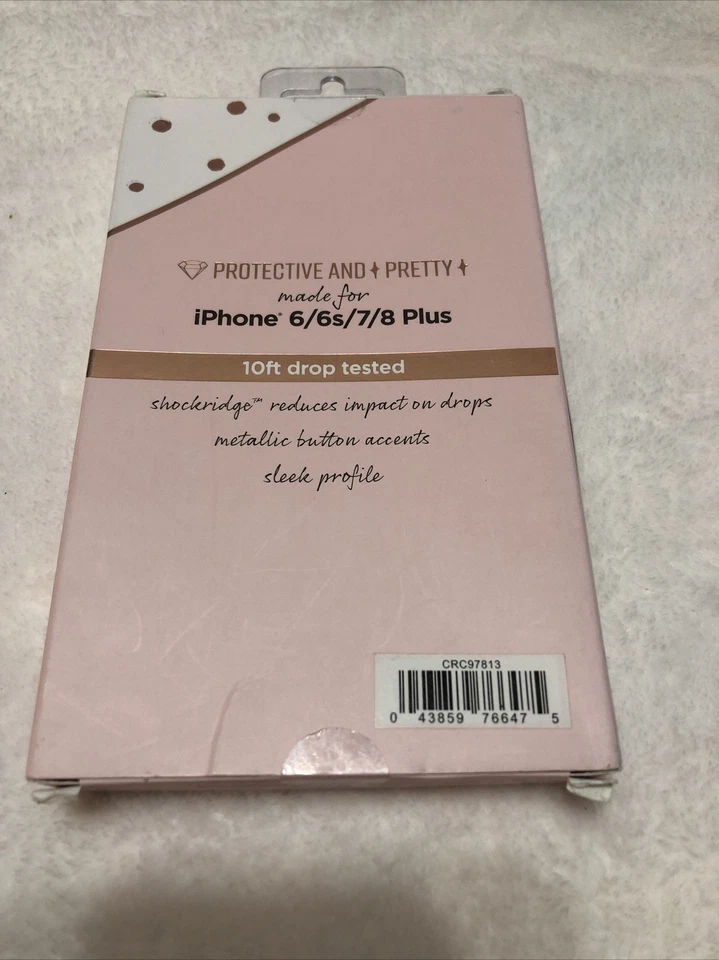 PROTECTIVE AND PRETTY
made for
iPhone® 6/6s/7/8 Plus
10ft drop tested
shockridge™ reduces impact on drops
metallic button accents
sleek profile
CRC97813
0 43859 76647 5